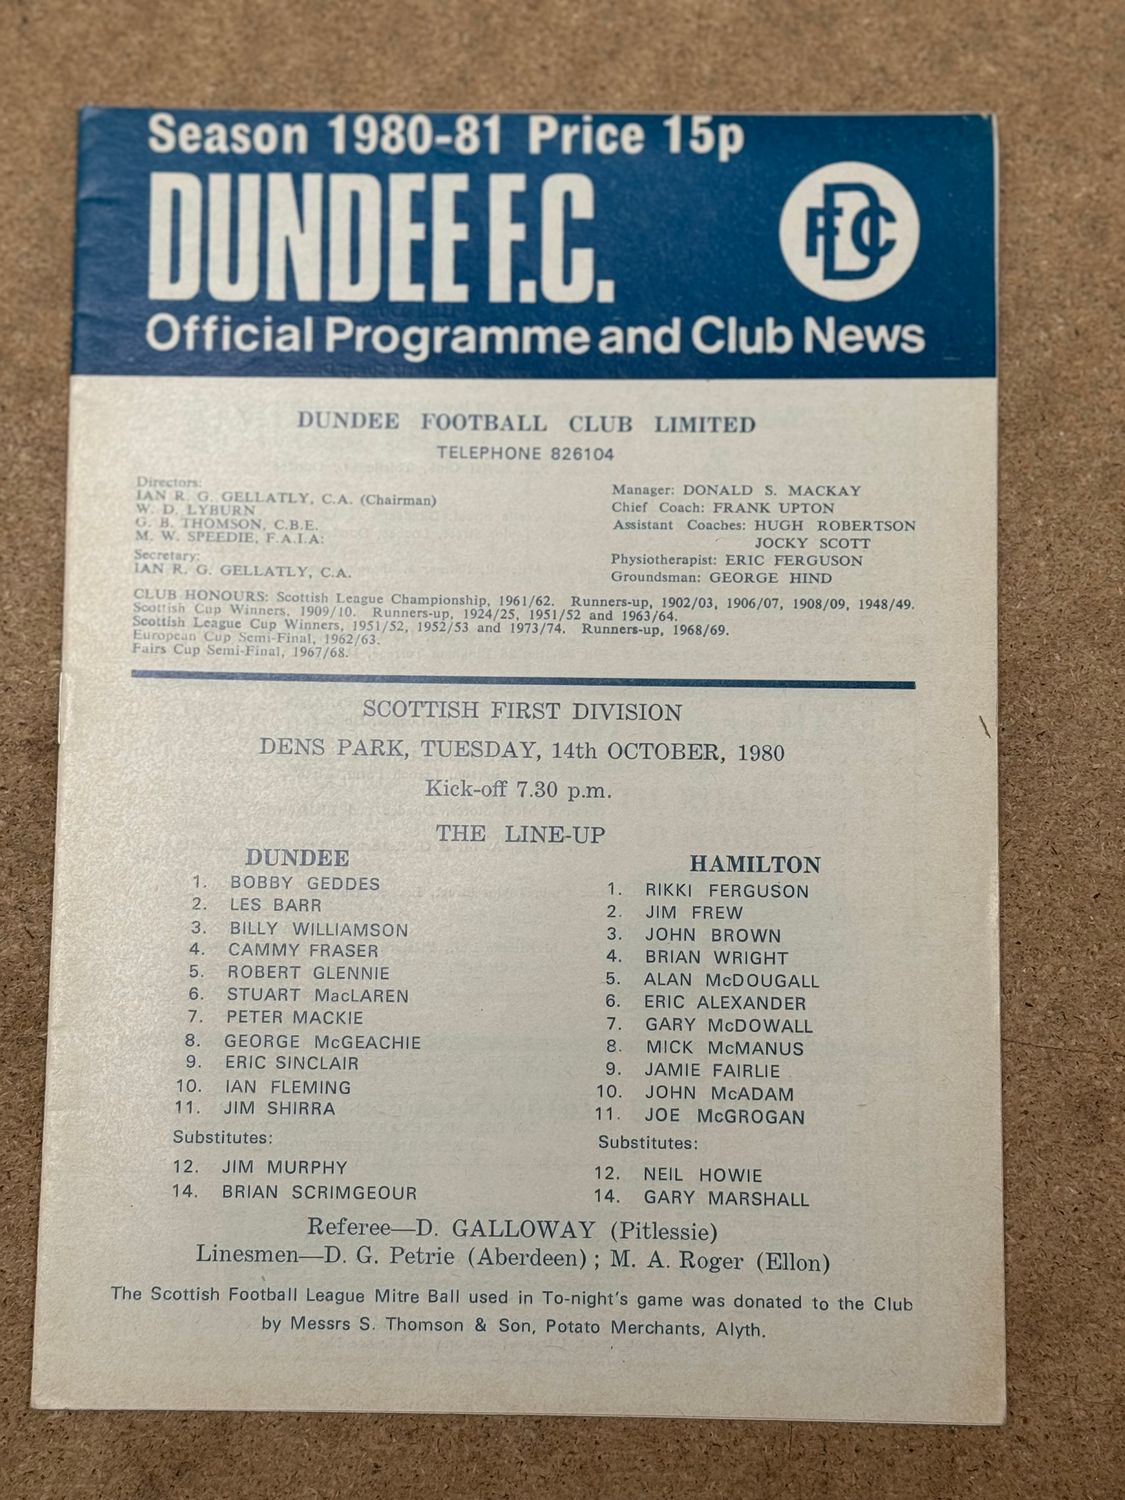 Season 1980-81 Price 15p
DUNDEE F.C.
DFCC
Official Programme and Club News
DUNDEE FOOTBALL CLUB LIMITED
TELEPHONE 826104
Directors:
IAN R. G. GELLATLY, C.A. (Chairman)
W. D. LYBURN
G. B. THOMSON, C.B.E.
M. W. SPEEDIE, F.A.I.A:
Secretary:
IAN R. G. GELLATLY, C.A.
Manager: DONALD S. MACKAY
Chief Coach: FRANK UPTON
Assistant Coaches: HUGH ROBERTSON
JOCKY SCOTT
Physiotherapist: ERIC FERGUSON
Groundsman: GEORGE HIND
CLUB HONOURS: Scottish League Championship, 1961/62. Runners-up, 1902/03, 1906/07, 1908/09, 1948/49.
Scottish Cup Winners, 1909/10. Runners-up, 1924/25, 1951/52 and 1963/64.
Scottish League Cup Winners, 1951/52, 1952/53 and 1973/74. Runners-up, 1968/69.
European Cup Semi-Final, 1962/63.
Fairs Cup Semi-Final, 1967/68.
SCOTTISH FIRST DIVISION
DENS PARK, TUESDAY, 14th OCTOBER, 1980
Kick-off 7.30 p.m.
THE LINE-UP
DUNDEE
1. BOBBY GEDDES
2. LES BARR
3. BILLY WILLIAMSON
4. CAMMY FRASER
5. ROBERT GLENNIE
6. STUART MacLAREN
7. PETER MACKIE
8. GEORGE McGEACHIE
9. ERIC SINCLAIR
10. IAN FLEMING
11. JIM SHIRRA
Substitutes:
12. JIM MURPHY
14. BRIAN SCRIMGEOUR
HAMILTON
1. RIKKI FERGUSON
2. JIM FREW
3. JOHN BROWN
4. BRIAN WRIGHT
5. ALAN McDOUGALL
6. ERIC ALEXANDER
7. GARY McDOWALL
8. MICK McMANUS
9. JAMIE FAIRLIE
10. JOHN McADAM
11. JOE McGROGAN
Substitutes:
12. NEIL HOWIE
14. GARY MARSHALL
Referee—D. GALLOWAY (Pitlessie)
Linesmen—D. G. Petrie (Aberdeen) ; M. A. Roger (Ellon)
The Scottish Football League Mitre Ball used in To-night's game was donated to the Club
by Messrs S. Thomson & Son, Potato Merchants, Alyth.